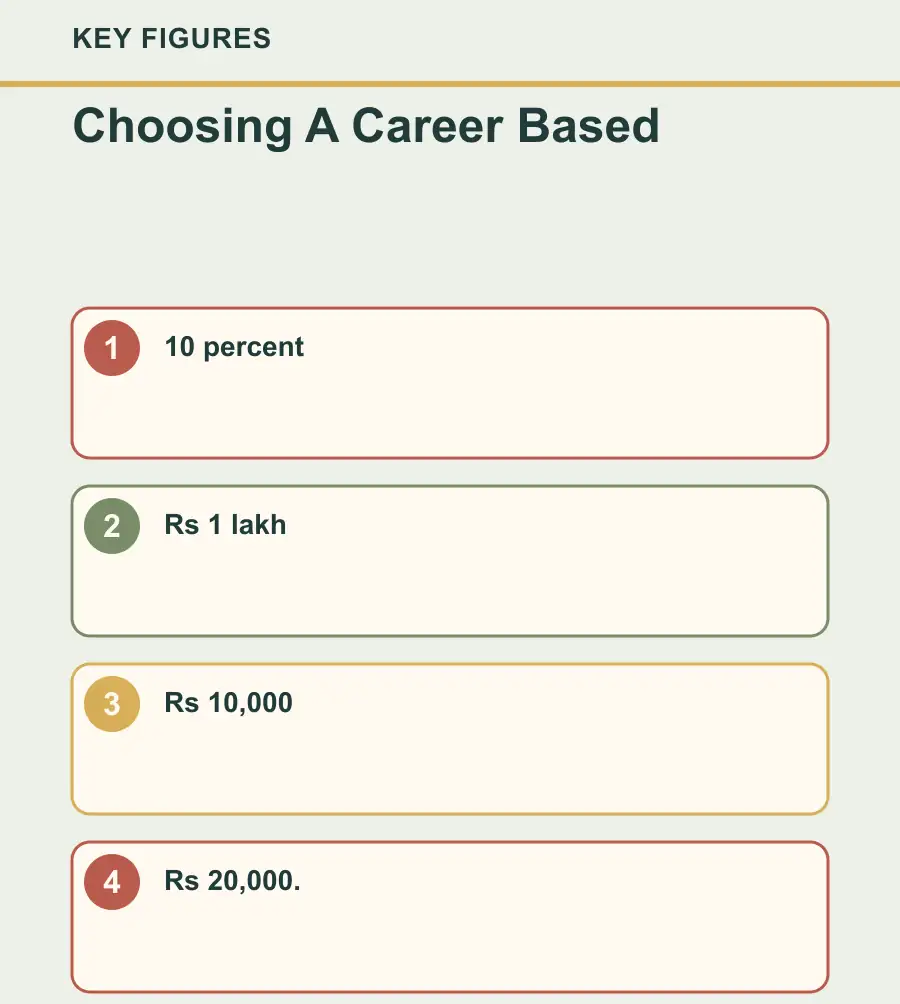 KEY FIGURES
Choosing A Career Based
1 10 percent
2 Rs 1 lakh
3 Rs 10,000
4 Rs 20,000.